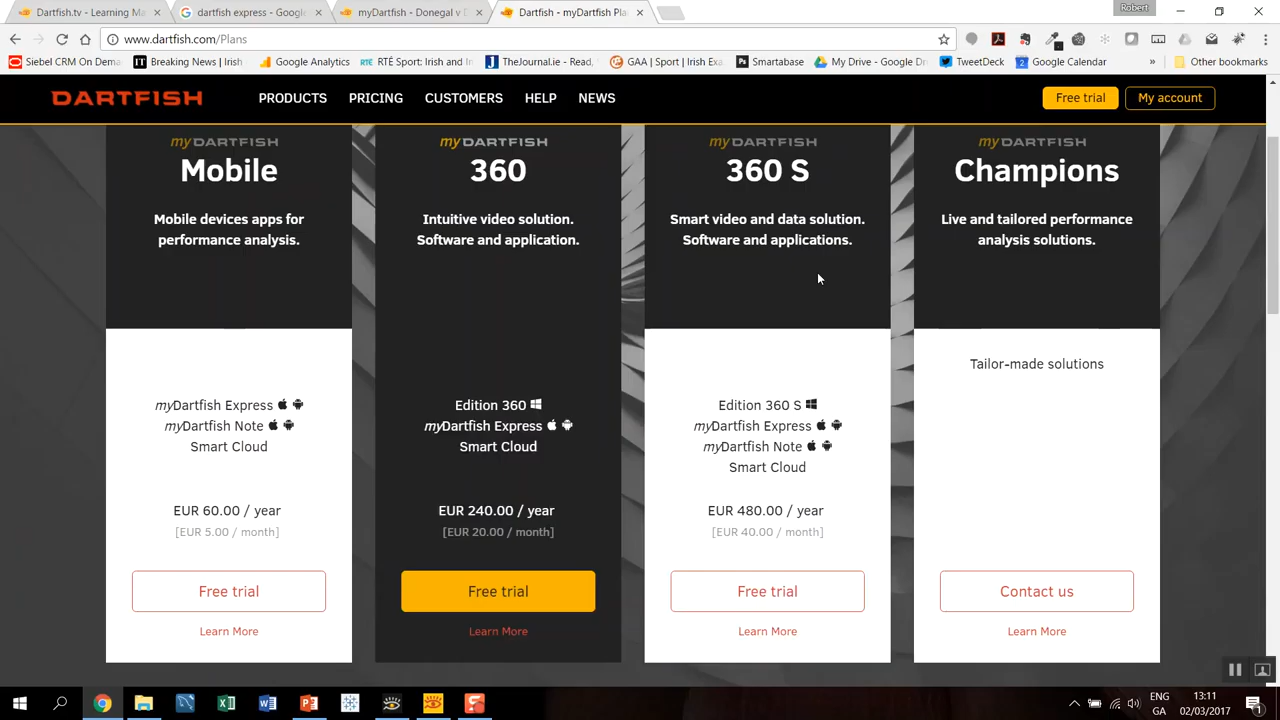 Robert
Dartfish.tv - Learning Ma
dartfish express - Google
myDartfish - Donegal v D
Dartfish - myDartfish Pla
www.dartfish.com/Plans
Siebel CRM On Dema
Breaking News | Irish
Google Analytics
RTÉ Sport: Irish and In
TheJournal.ie - Read,
GAA | Sport | Irish Exa
Smartabase
My Drive - Google Dr
TweetDeck
Google Calendar
Other bookmarks
DARTFISH
PRODUCTS
PRICING
CUSTOMERS
HELP
NEWS
Free trial
My account
myDARTFISH
Mobile
Mobile devices apps for
performance analysis.
myDartfish Express
myDartfish Note
Smart Cloud
EUR 60.00 / year
[EUR 5.00 / month]
Free trial
Learn More
myDARTFISH
360
Intuitive video solution.
Software and application.
Edition 360
myDartfish Express
Smart Cloud
EUR 240.00 / year
[EUR 20.00 / month]
Free trial
Learn More
myDARTFISH
360 S
Smart video and data solution.
Software and applications.
Edition 360 S
myDartfish Express
myDartfish Note
Smart Cloud
EUR 480.00 / year
[EUR 40.00 / month]
Free trial
Learn More
myDARTFISH
Champions
Live and tailored performance
analysis solutions.
Tailor-made solutions
Contact us
Learn More
ENG
GA
13:11
02/03/2017